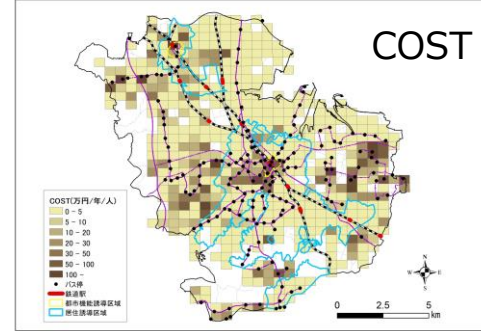 COST
COST(万円/年/人)
0 - 5
5 - 10
10 - 20
20 - 30
30 - 50
50 - 100
100 -
バス停
鉄道駅
都市機能誘導区域
居住誘導区域
N
W E
S
0 2.5 5
km